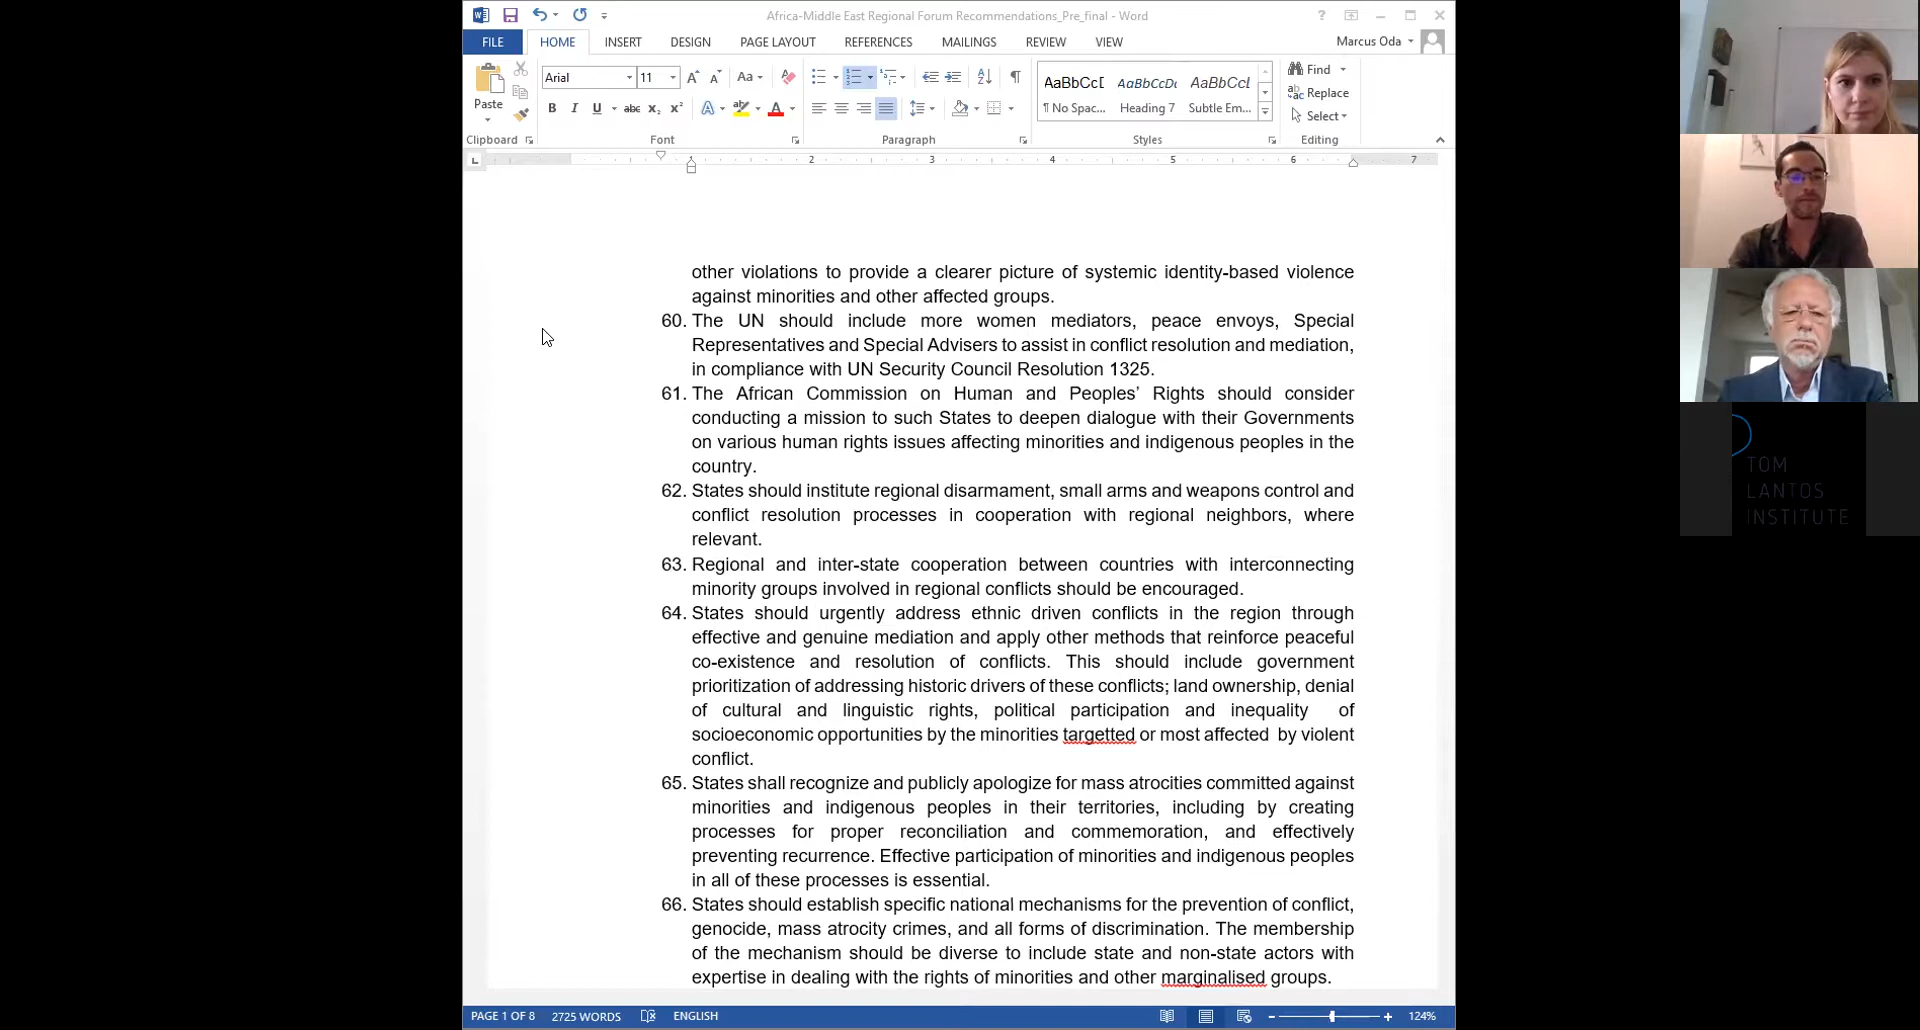 Africa-Middle East Regional Forum Recommendations_Pre_final - Word
?
FILE HOME INSERT DESIGN PAGE LAYOUT REFERENCES MAILINGS REVIEW VIEW Marcus Oda
Arial 11 Aa
Paste
B I U abc x₂ x² A ab A
AaBbCcD AaBbCcDc AaBbCcI
¶ No Spac... Heading 7 Subtle Em...
Find
Replace
Select
Clipboard Font Paragraph Styles Editing
1 2 3 4 5 6 7
other violations to provide a clearer picture of systemic identity-based violence
against minorities and other affected groups.
60. The UN should include more women mediators, peace envoys, Special
Representatives and Special Advisers to assist in conflict resolution and mediation,
in compliance with UN Security Council Resolution 1325.
61. The African Commission on Human and Peoples’ Rights should consider
conducting a mission to such States to deepen dialogue with their Governments
on various human rights issues affecting minorities and indigenous peoples in the
country.
62. States should institute regional disarmament, small arms and weapons control and
conflict resolution processes in cooperation with regional neighbors, where
relevant.
63. Regional and inter-state cooperation between countries with interconnecting
minority groups involved in regional conflicts should be encouraged.
64. States should urgently address ethnic driven conflicts in the region through
effective and genuine mediation and apply other methods that reinforce peaceful
co-existence and resolution of conflicts. This should include government
prioritization of addressing historic drivers of these conflicts; land ownership, denial
of cultural and linguistic rights, political participation and inequality of
socioeconomic opportunities by the minorities targetted or most affected by violent
conflict.
65. States shall recognize and publicly apologize for mass atrocities committed against
minorities and indigenous peoples in their territories, including by creating
processes for proper reconciliation and commemoration, and effectively
preventing recurrence. Effective participation of minorities and indigenous peoples
in all of these processes is essential.
66. States should establish specific national mechanisms for the prevention of conflict,
genocide, mass atrocity crimes, and all forms of discrimination. The membership
of the mechanism should be diverse to include state and non-state actors with
expertise in dealing with the rights of minorities and other marginalised groups.
PAGE 1 OF 8 2725 WORDS ENGLISH 124%
TOM
LANTOS
INSTITUTE